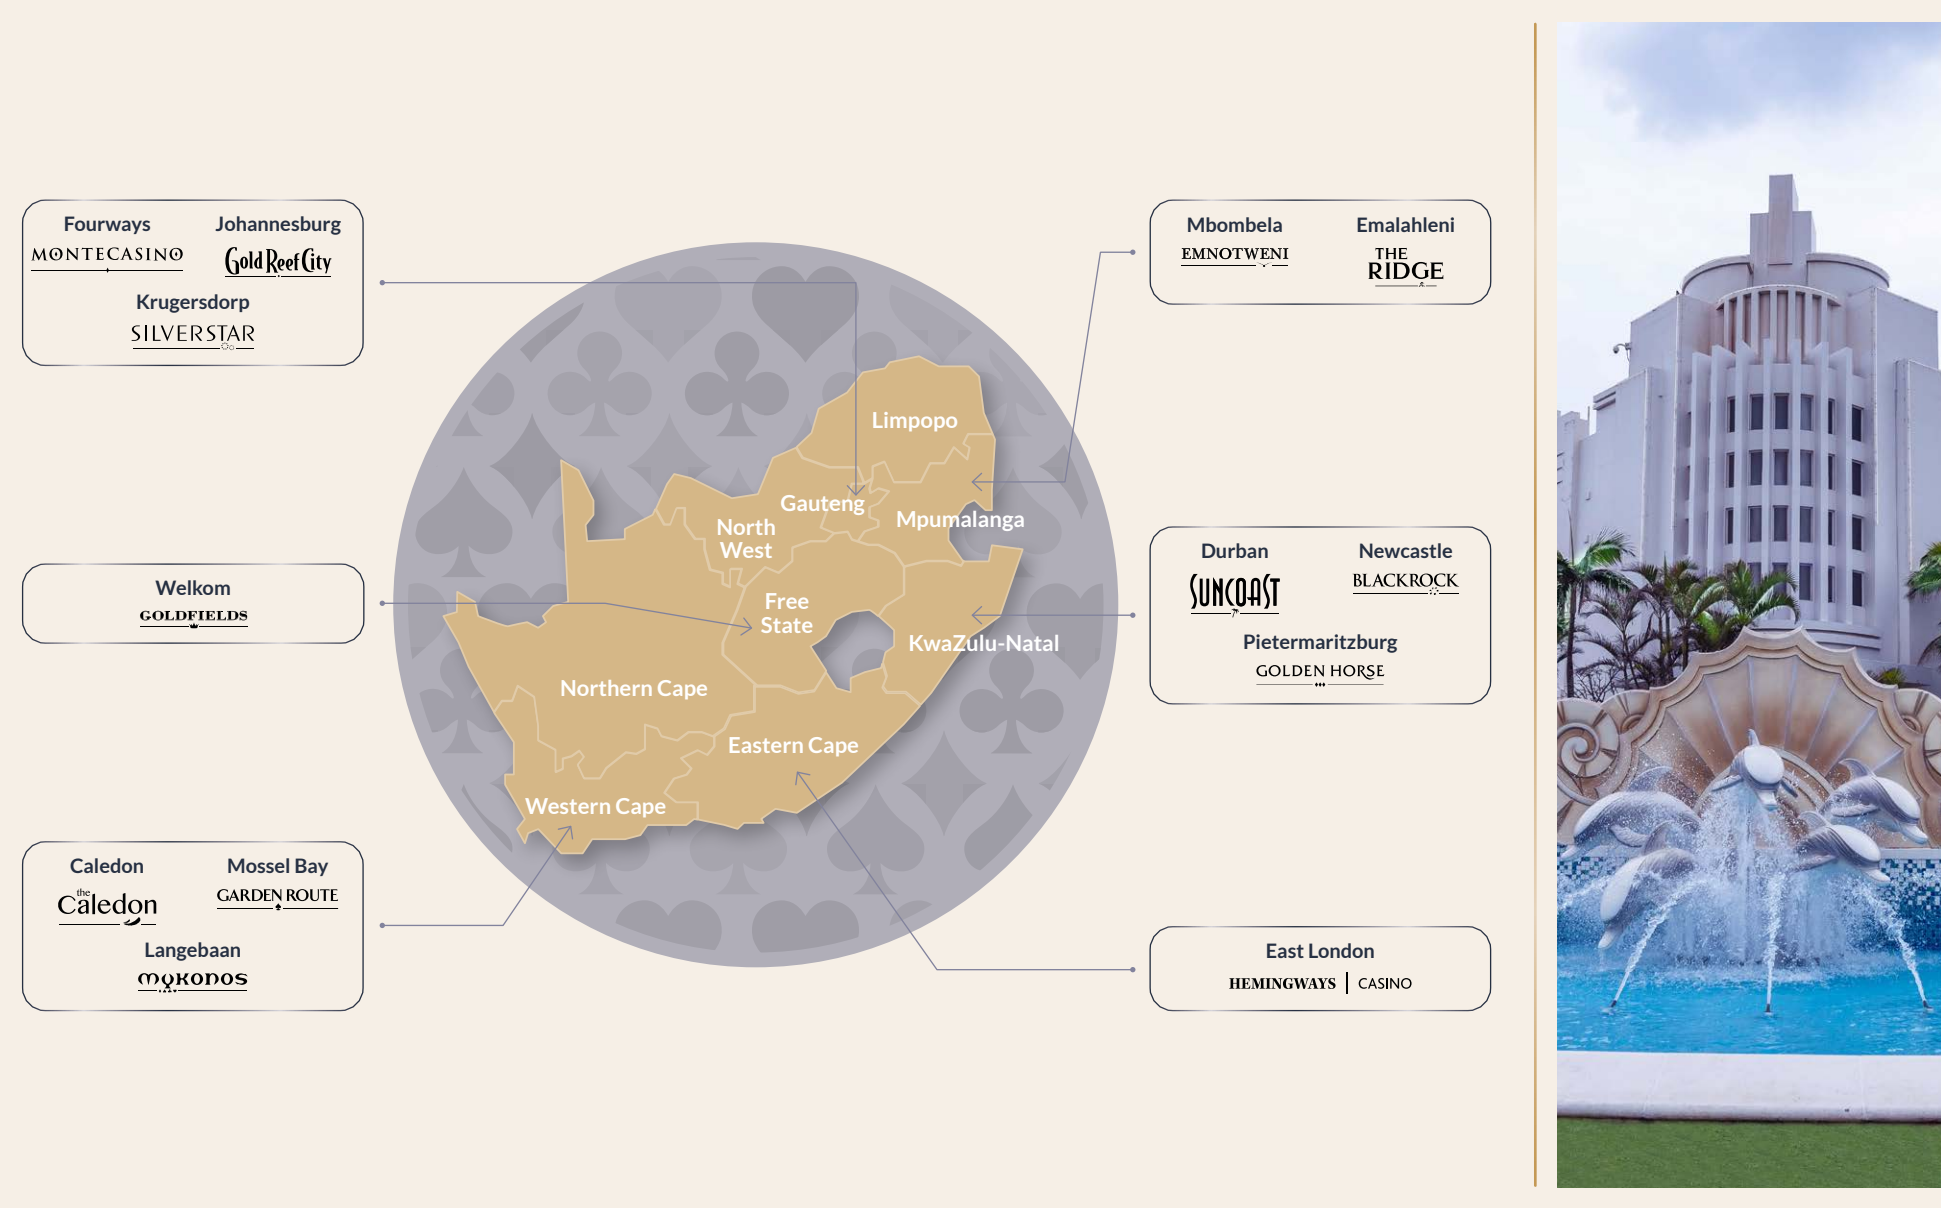 Fourways
MONTECASINO
Johannesburg
Gold Reef City
Krugersdorp
SILVERSTAR
Welkom
GOLDFIELDS
Caledon
the
Caledon
Mossel Bay
GARDEN ROUTE
Langebaan
MYKONOS
Limpopo
Gauteng
North
West
Mpumalanga
Free
State
KwaZulu-Natal
Northern Cape
Eastern Cape
Western Cape
Mbombela
EMNOTWENI
Emalahleni
THE
RIDGE
Durban
SUNCOAST
Newcastle
BLACKROCK
Pietermaritzburg
GOLDEN HORSE
East London
HEMINGWAYS | CASINO